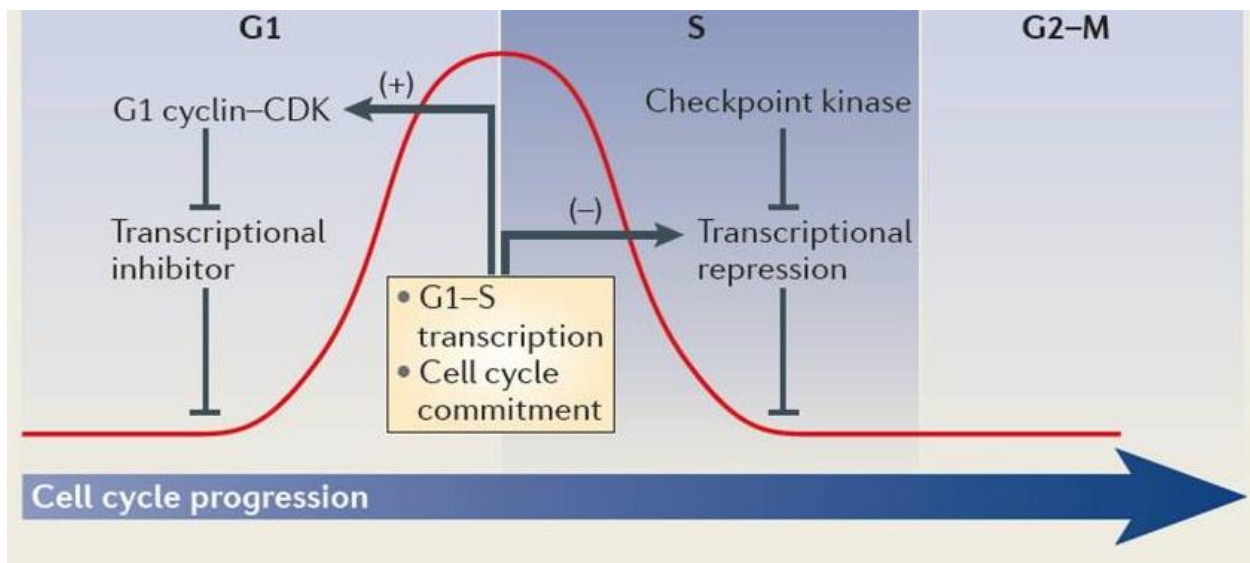 G1
S
G2–M
(+)
G1 cyclin–CDK
Checkpoint kinase
(–)
Transcriptional
inhibitor
Transcriptional
repression
• G1–S
transcription
• Cell cycle
commitment
Cell cycle progression